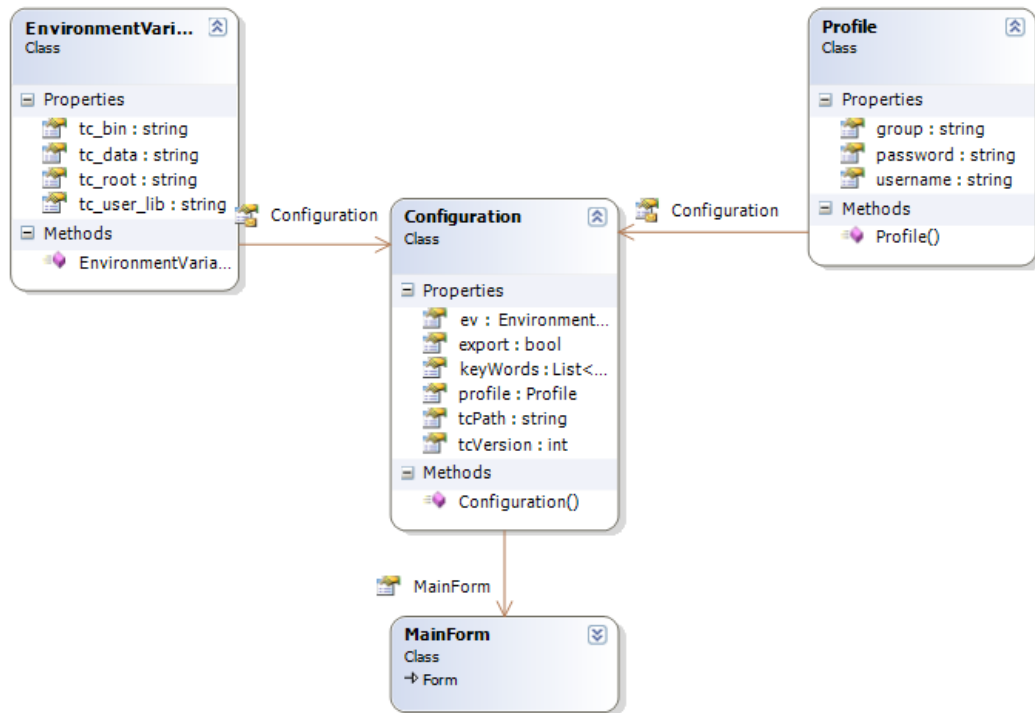 EnvironmentVari...
Class
Properties
tc_bin : string
tc_data : string
tc_root : string
tc_user_lib : string
Methods
EnvironmentVaria...
Configuration
Configuration
Class
Properties
ev : Environment...
export : bool
keyWords : List<...
profile : Profile
tcPath : string
tcVersion : int
Methods
Configuration()
Configuration
Profile
Class
Properties
group : string
password : string
username : string
Methods
Profile()
MainForm
MainForm
Class
Form